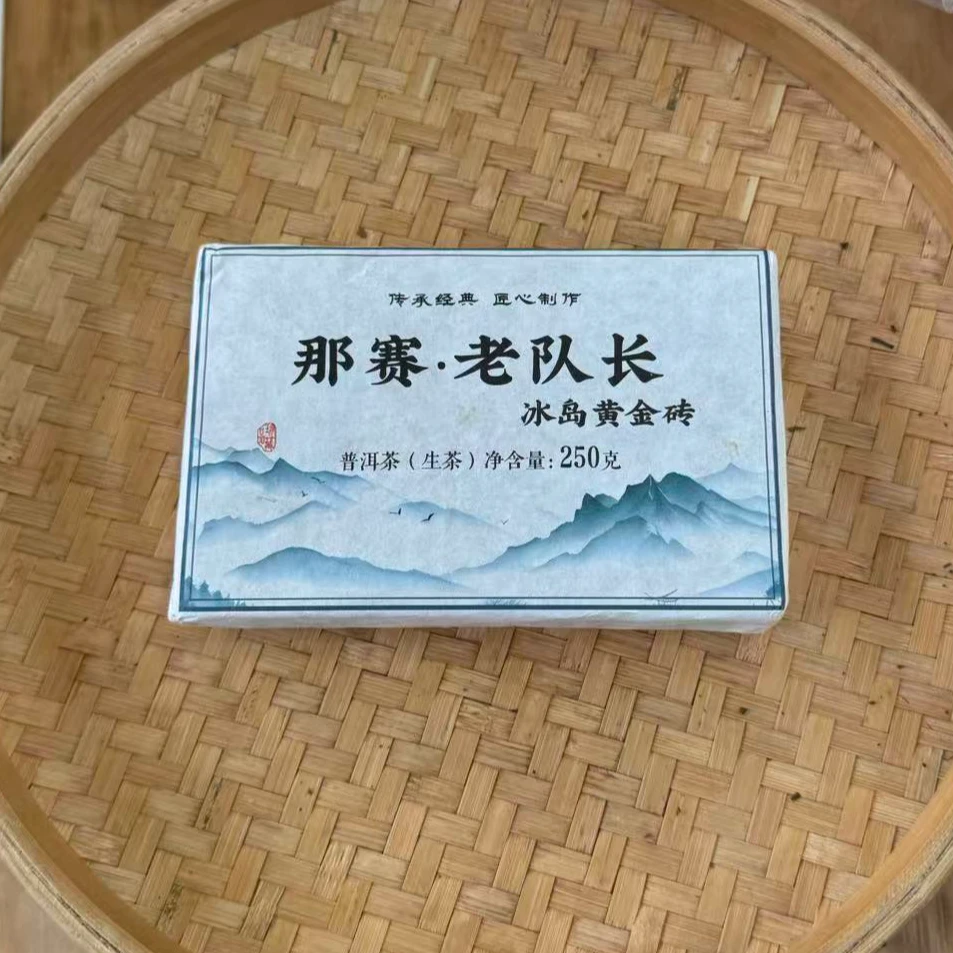 传承经典 匠心制作
那赛·老队长
冰岛黄金砖
普洱茶（生茶）净含量：250克